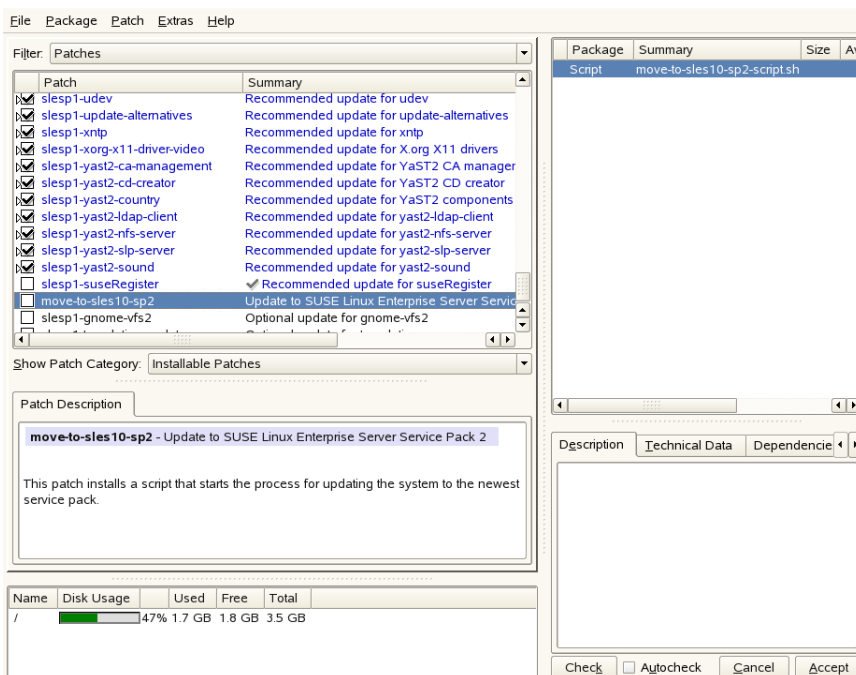 File Package Patch Extras Help
Filter: Patches
Patch Summary
slesp1-udev Recommended update for udev
slesp1-update-alternatives Recommended update for update-alternatives
slesp1-xntp Recommended update for xntp
slesp1-xorg-x11-driver-video Recommended update for X.org X11 drivers
slesp1-yast2-ca-management Recommended update for YaST2 CA manager
slesp1-yast2-cd-creator Recommended update for YaST2 CD creator
slesp1-yast2-country Recommended update for YaST2 components
slesp1-yast2-ldap-client Recommended update for yast2-ldap-client
slesp1-yast2-nfs-server Recommended update for yast2-nfs-server
slesp1-yast2-slp-server Recommended update for yast2-slp-server
slesp1-yast2-sound Recommended update for yast2-sound
slesp1-suseRegister Recommended update for suseRegister
move-to-sles10-sp2 Update to SUSE Linux Enterprise Server Servic
slesp1-gnome-vfs2 Optional update for gnome-vfs2
Show Patch Category: Installable Patches
Patch Description
move-to-sles10-sp2 - Update to SUSE Linux Enterprise Server Service Pack 2
This patch installs a script that starts the process for updating the system to the newest
service pack.
Name Disk Usage Used Free Total
/ 47% 1.7 GB 1.8 GB 3.5 GB
Package Summary Size Av
Script move-to-sles10-sp2-script.sh
Description Technical Data Dependencie
Check Autocheck Cancel Accept